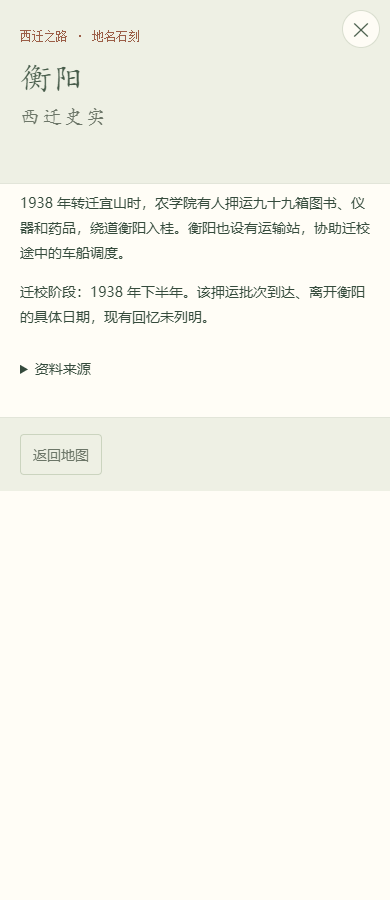 西迁之路 · 地名石刻
衡阳
西迁史实
1938 年转迁宜山时，农学院有人押运九十九箱图书、仪
器和药品，绕道衡阳入桂。衡阳也设有运输站，协助迁校
途中的车船调度。
迁校阶段：1938 年下半年。该押运批次到达、离开衡阳
的具体日期，现有回忆未列明。
▶ 资料来源
返回地图